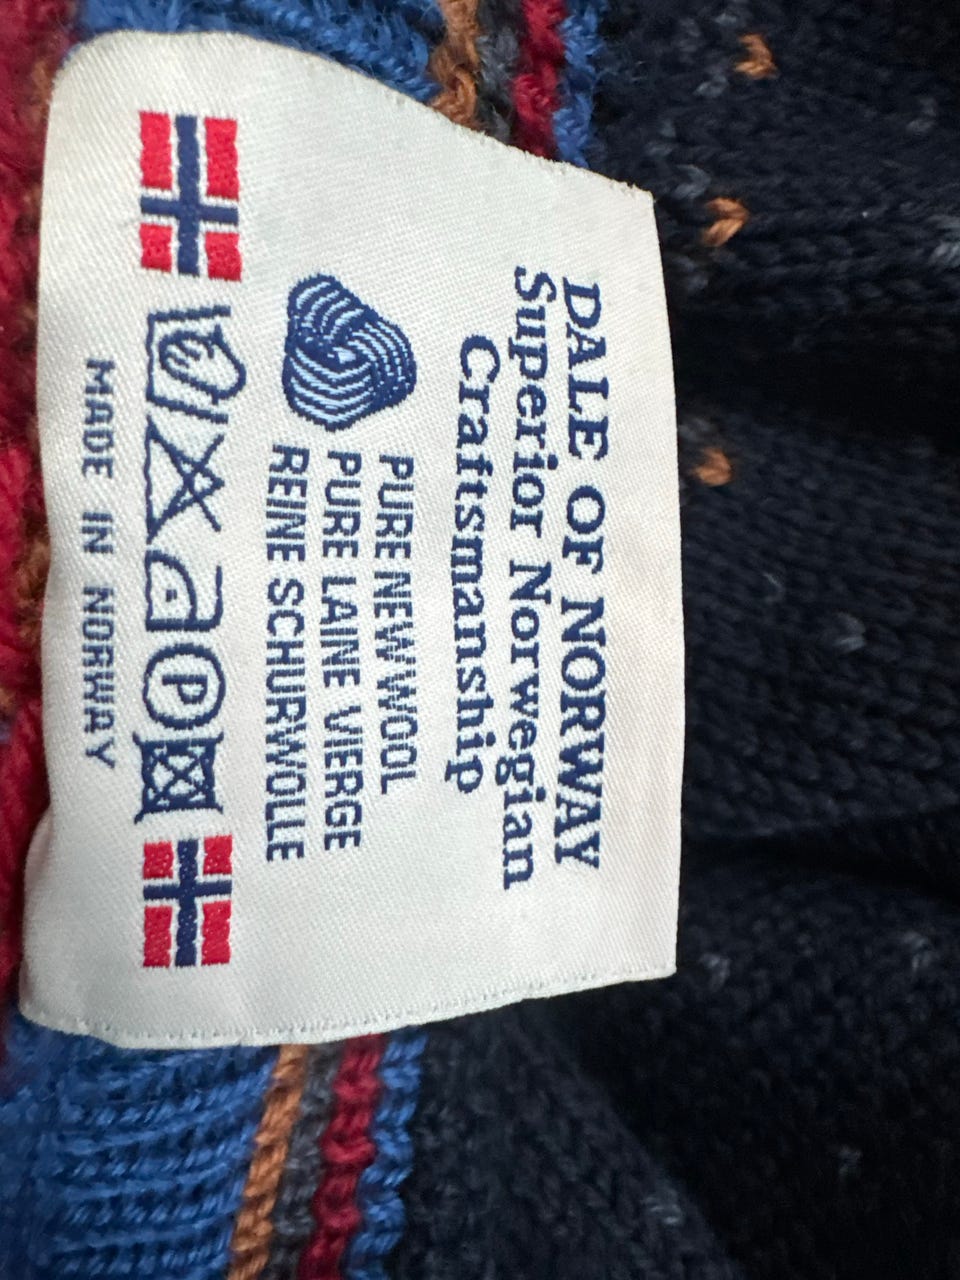 DALE OF NORWAY
Superior Norwegian
Craftsmanship
PURE NEW WOOL
PURE LAINE VIERGE
REINE SCHURWOLLE
P
MADE IN NORWAY